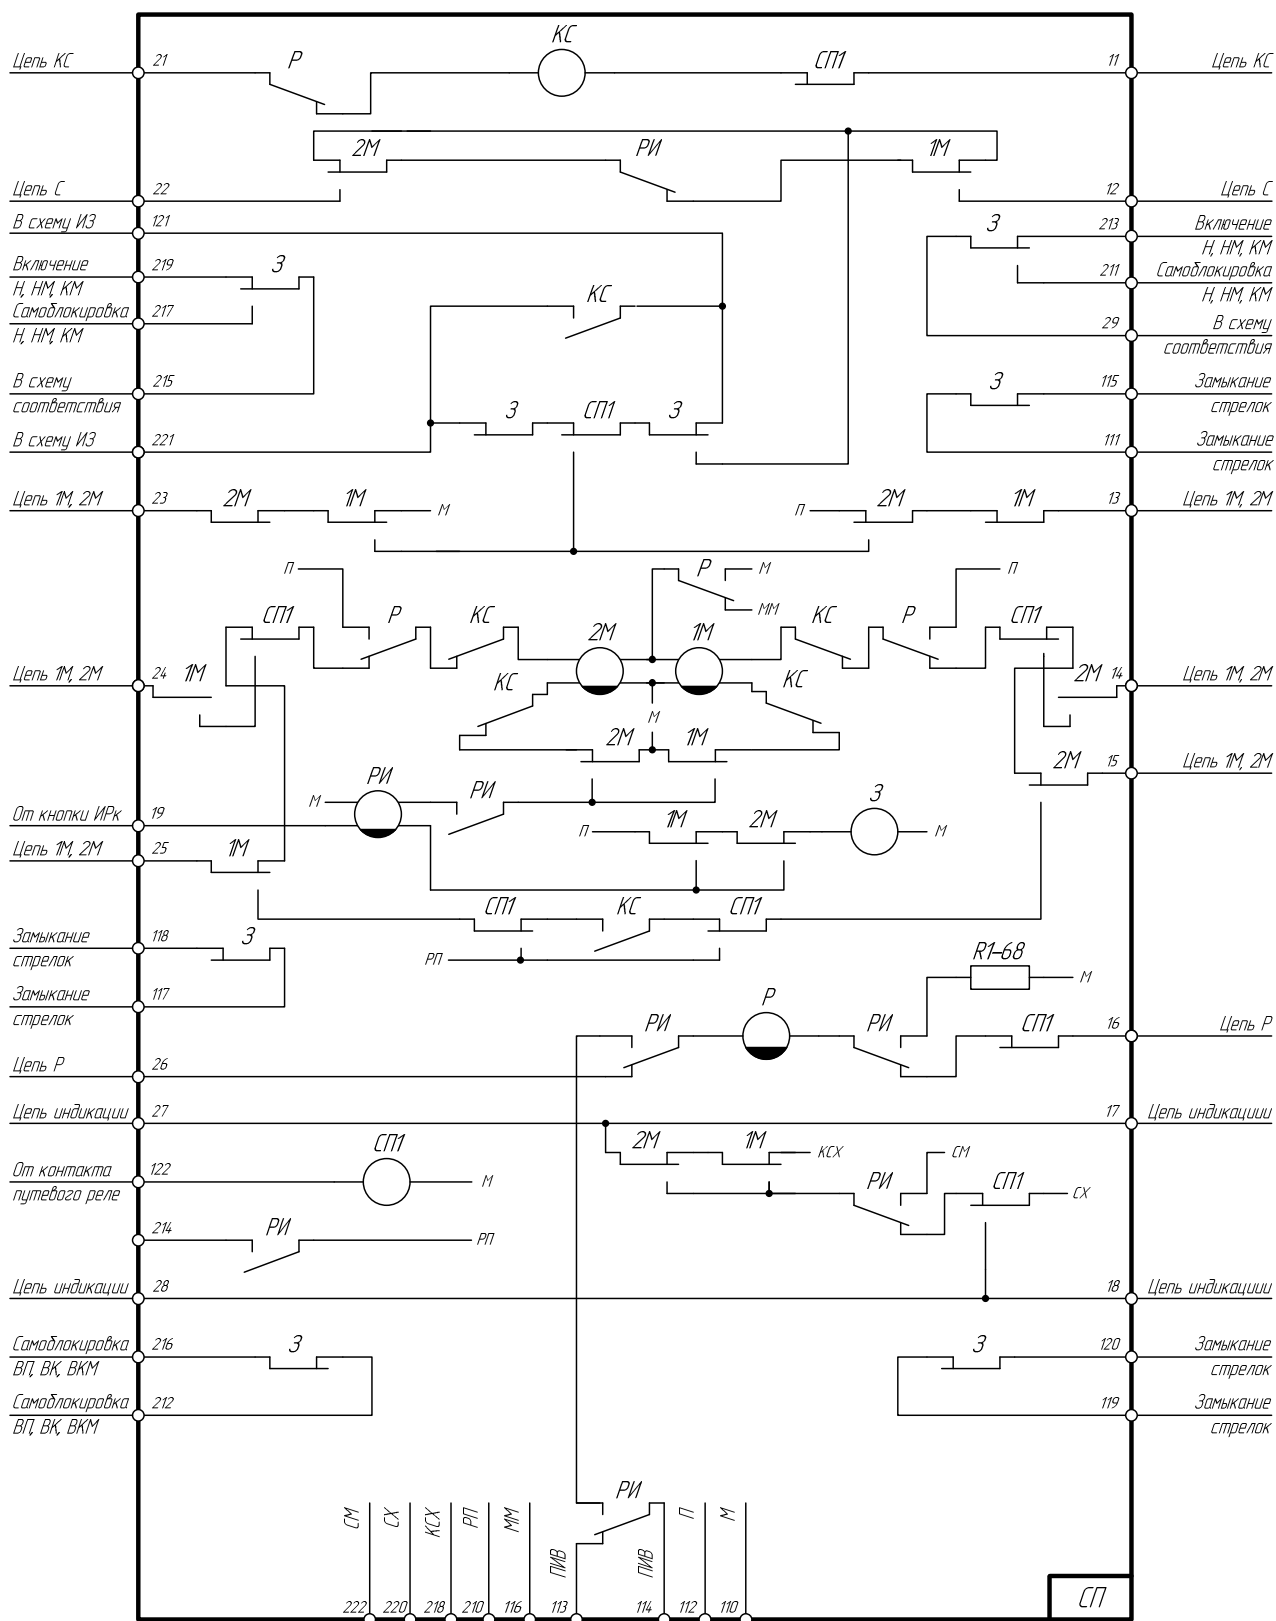 КС
Цепь КС 21 Р СП1 11 Цепь КС
2М РИ 1М
Цепь С 22 12 Цепь С
В схему ИЗ 121 З 213 Включение
Н, НМ, КМ
Включение 219 З 211 Самоблокировка
Н, НМ, КМ КС Н, НМ, КМ
Самоблокировка 217 29 В схему
Н, НМ, КМ соответствия
В схему 215 З 115 Замыкание
соответствия З СП1 З стрелок
В схему ИЗ 221 111 Замыкание
стрелок
Цепь 1М, 2М 23 2М 1М М П 2М 1М 13 Цепь 1М, 2М
П Р М П
СП1 Р КС ММ КС Р СП1
2М 1М
Цепь 1М, 2М 24 1М КС КС 2М 14 Цепь 1М, 2М
М
2М 1М
РИ РИ 2М 15 Цепь 1М, 2М
М З
От кнопки ИРк 19 П 1М 2М М
Цепь 1М, 2М 25 1М
СП1 КС СП1
Замыкание 118 З
стрелок РП R1-68
М
Замыкание 117
стрелок Р
РИ РИ СП1 16 Цепь Р
Цепь Р 26
Цепь индикации 27 17 Цепь индикациии
2М 1М КСХ СМ
От контакта 122 СП1 М
путевого реле РИ СП1 СХ
214 РИ РП
Цепь индикации 28 18 Цепь индикациии
Самоблокировка 216 З З 120 Замыкание
ВП, ВК, ВКМ стрелок
Самоблокировка 212 119 Замыкание
ВП, ВК, ВКМ стрелок
РИ
СМ СХ КСХ РП ММ ПИВ ПИВ П М
222 220 218 210 116 113 114 112 110
СП